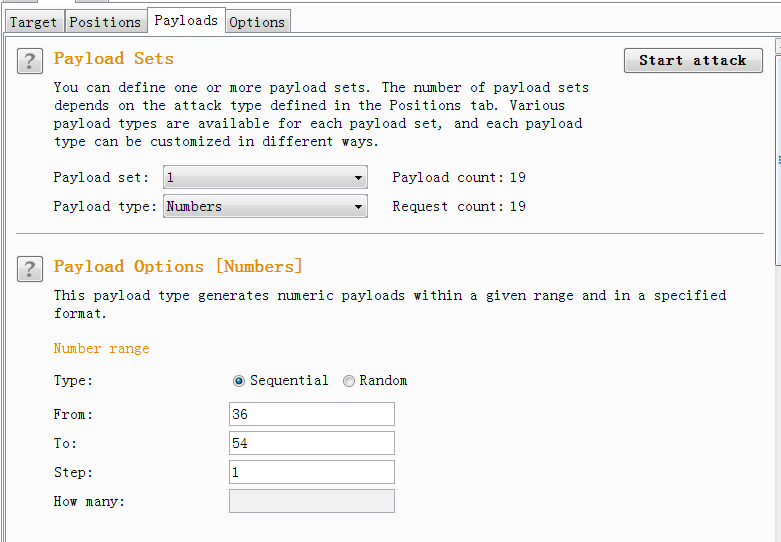 Target Positions Payloads Options
? Payload Sets Start attack
You can define one or more payload sets. The number of payload sets
depends on the attack type defined in the Positions tab. Various
payload types are available for each payload set, and each payload
type can be customized in different ways.
Payload set: 1 Payload count: 19
Payload type: Numbers Request count: 19
? Payload Options [Numbers]
This payload type generates numeric payloads within a given range and in a specified
format.
Number range
Type: Sequential Random
From: 36
To: 54
Step: 1
How many: